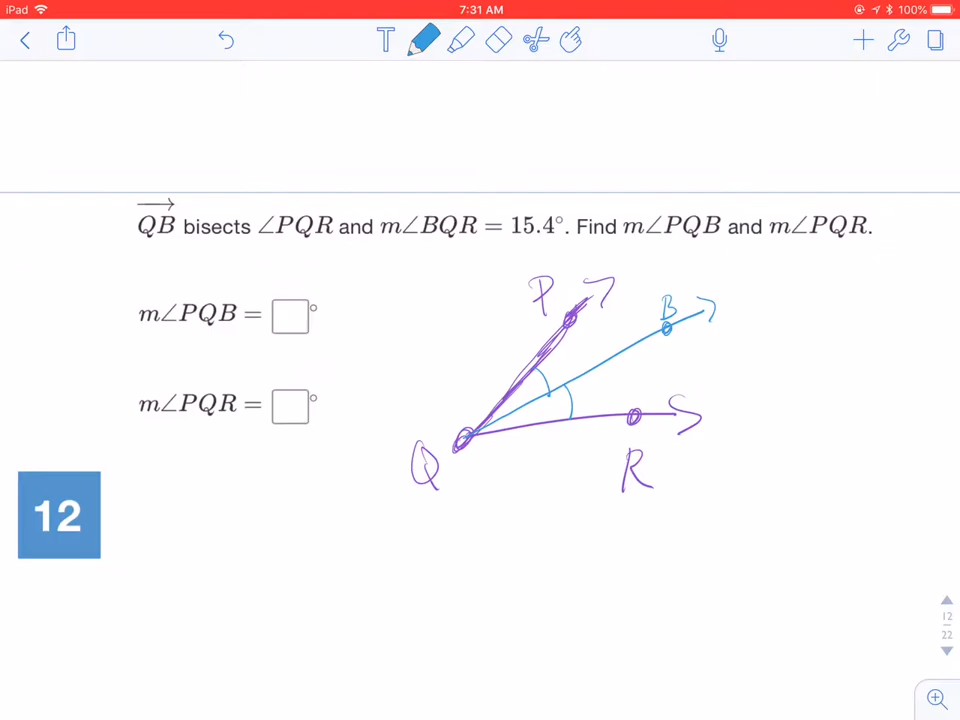 iPad 7:31 AM 100%
T
QB bisects ∠PQR and m∠BQR = 15.4°. Find m∠PQB and m∠PQR.
P
B
m∠PQB = °
m∠PQR = °
Q
R
12
12
22